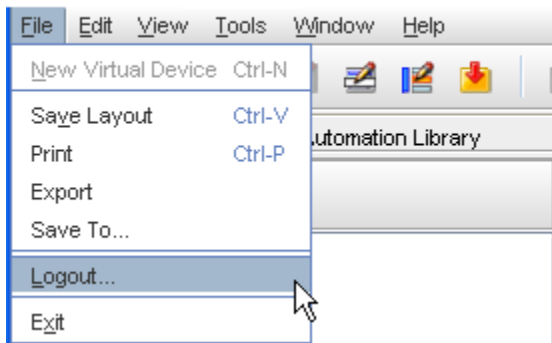 File Edit View Tools Window Help
New Virtual Device Ctrl-N
Save Layout Ctrl-V
utomation Library
Print Ctrl-P
Export
Save To...
Logout...
Exit